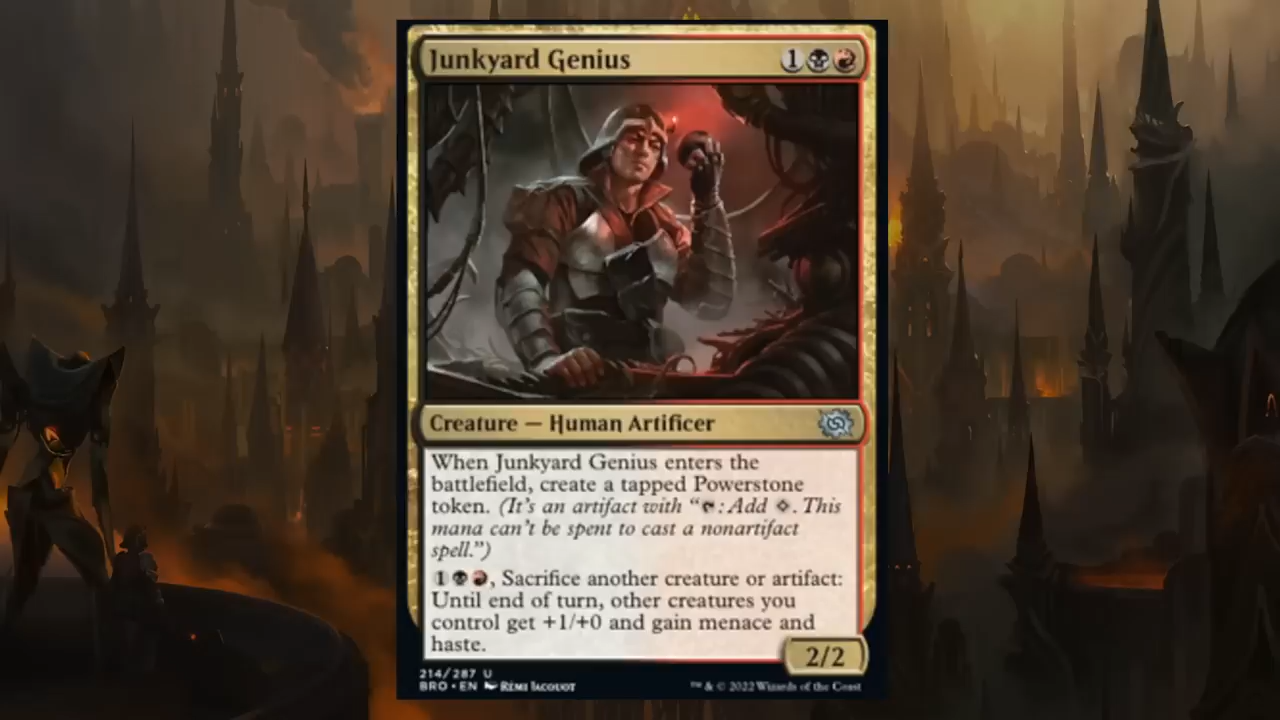 Junkyard Genius 1
Creature — Human Artificer
When Junkyard Genius enters the
battlefield, create a tapped Powerstone
token. (It's an artifact with “: Add . This
mana can't be spent to cast a nonartifact
spell.”)
1, Sacrifice another creature or artifact:
Until end of turn, other creatures you
control get +1/+0 and gain menace and
haste.
2/2
214/287 U
BRO • EN Rémi Jacquot
™ & © 2022 Wizards of the Coast